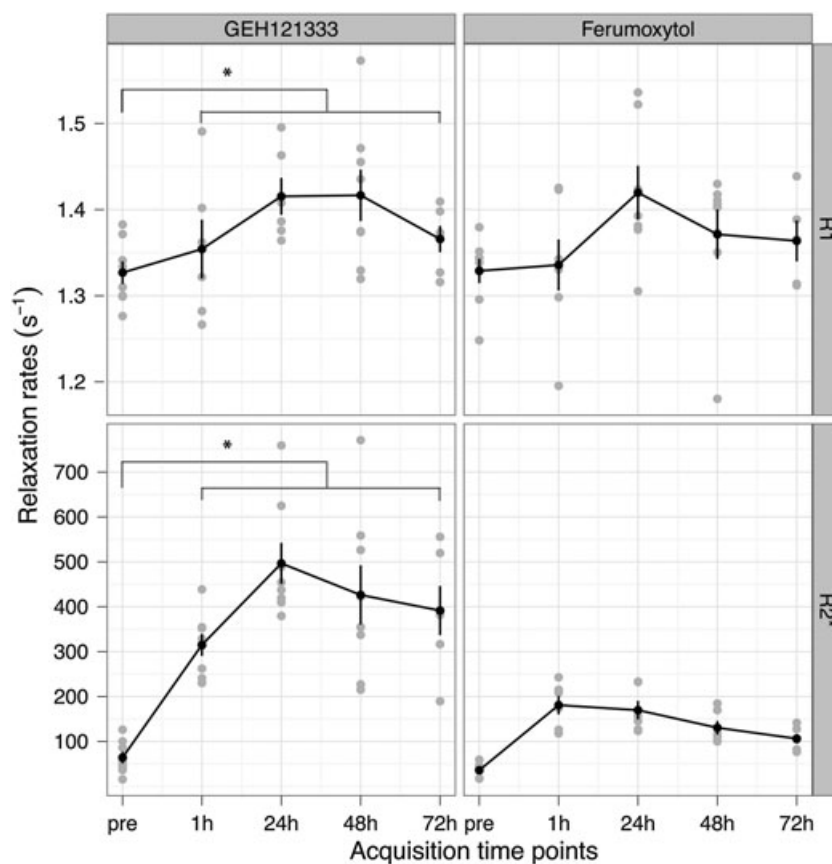 GEH121333
Ferumoxytol
*
1.5
1.4
1.3
1.2
R1
*
700
600
500
400
300
200
100
R2*
Relaxation rates (s⁻¹)
pre 1h 24h 48h 72h
pre 1h 24h 48h 72h
Acquisition time points